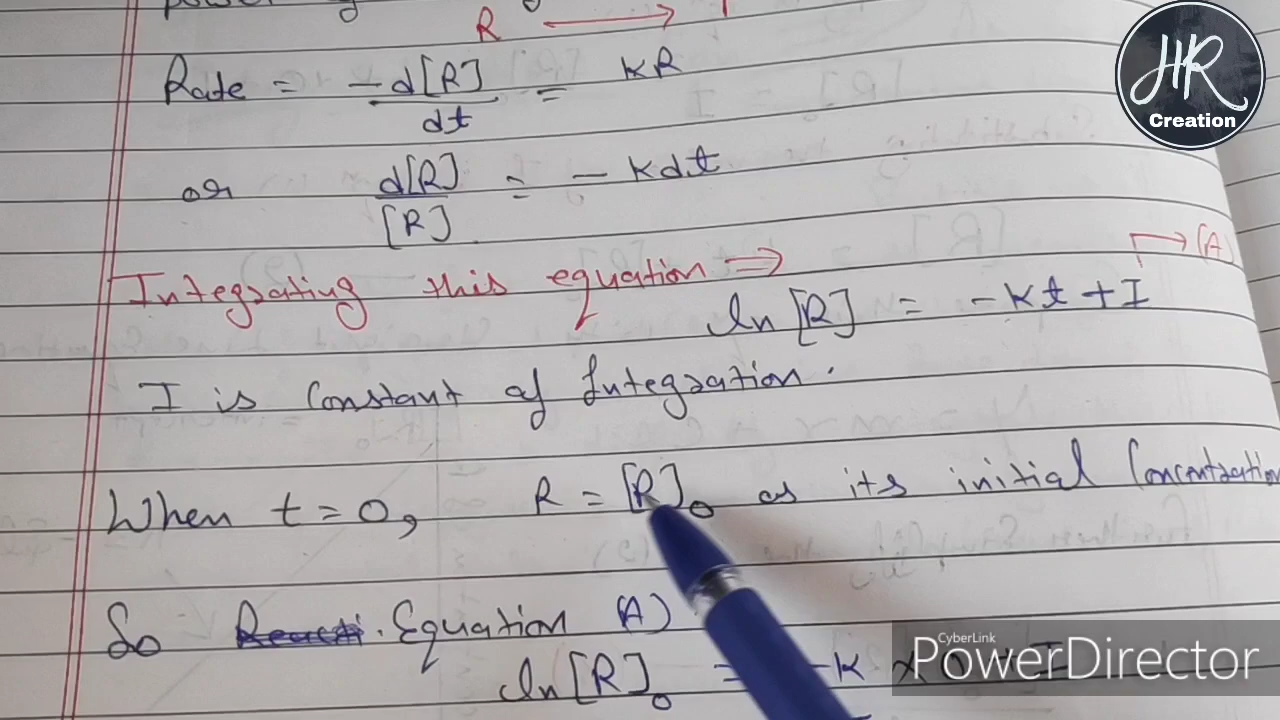 R ⟶
Rate = -d[R]/dt = KR
or d[R]/[R] = - Kdt
Integrating this equation ⇒
ln [R] = -Kt + I → (A)
I is Constant of Integration.
When t = 0, R = [R]₀ as its initial Concentration
So Equation (A)
ln [R]₀ = -K × 0 + I
HR
Creation
CyberLink
PowerDirector